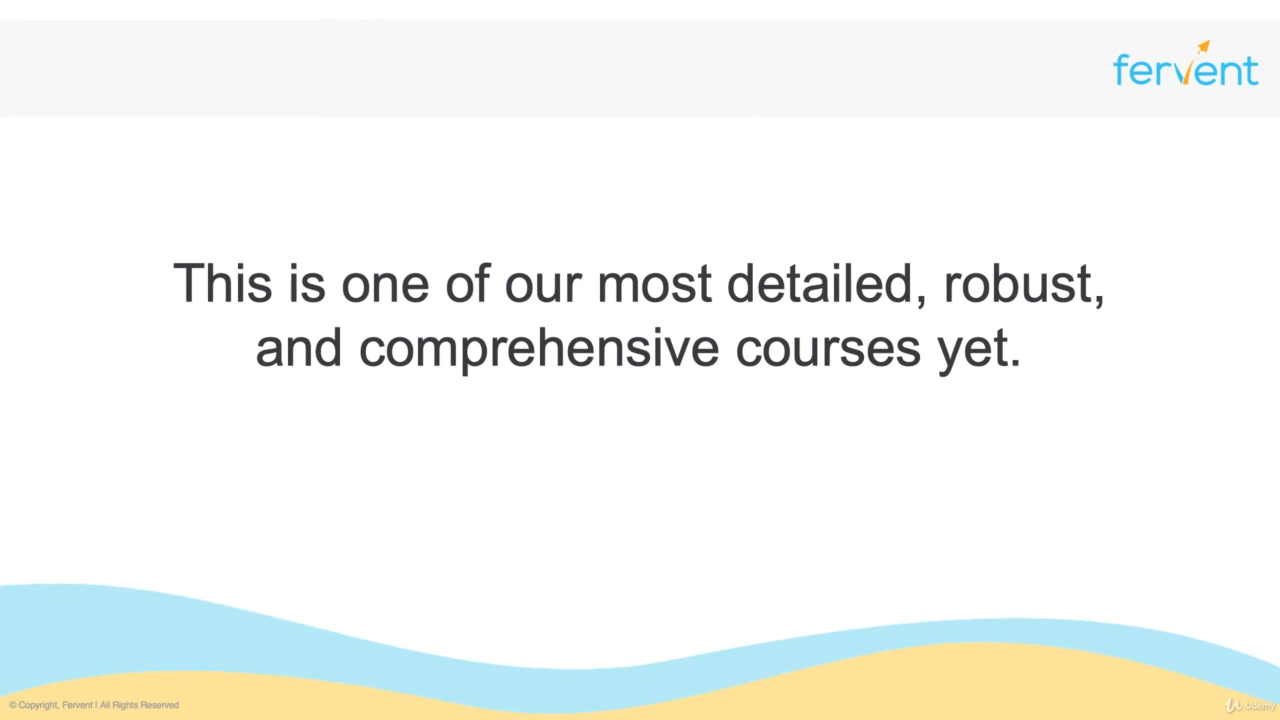 fervent
This is one of our most detailed, robust,
and comprehensive courses yet.
© Copyright, Fervent | All Rights Reserved
Udemy